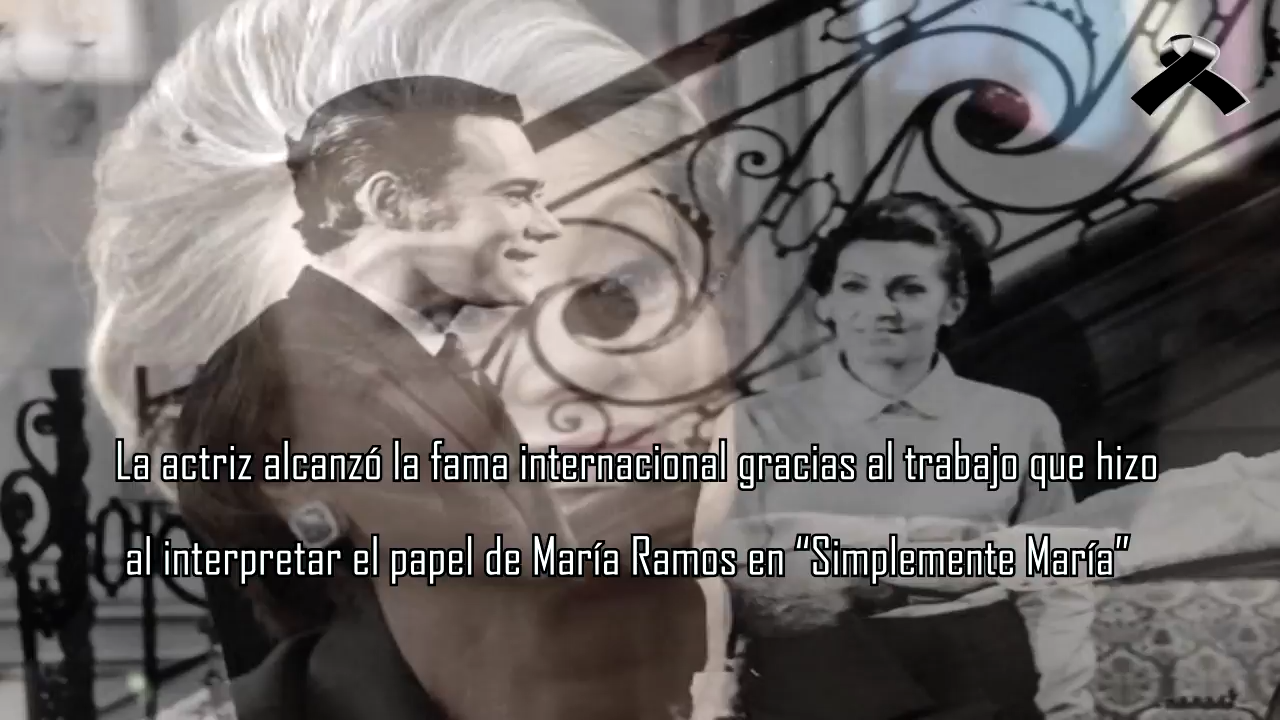 La actriz alcanzó la fama internacional gracias al trabajo que hizo
al interpretar el papel de María Ramos en “Simplemente María”